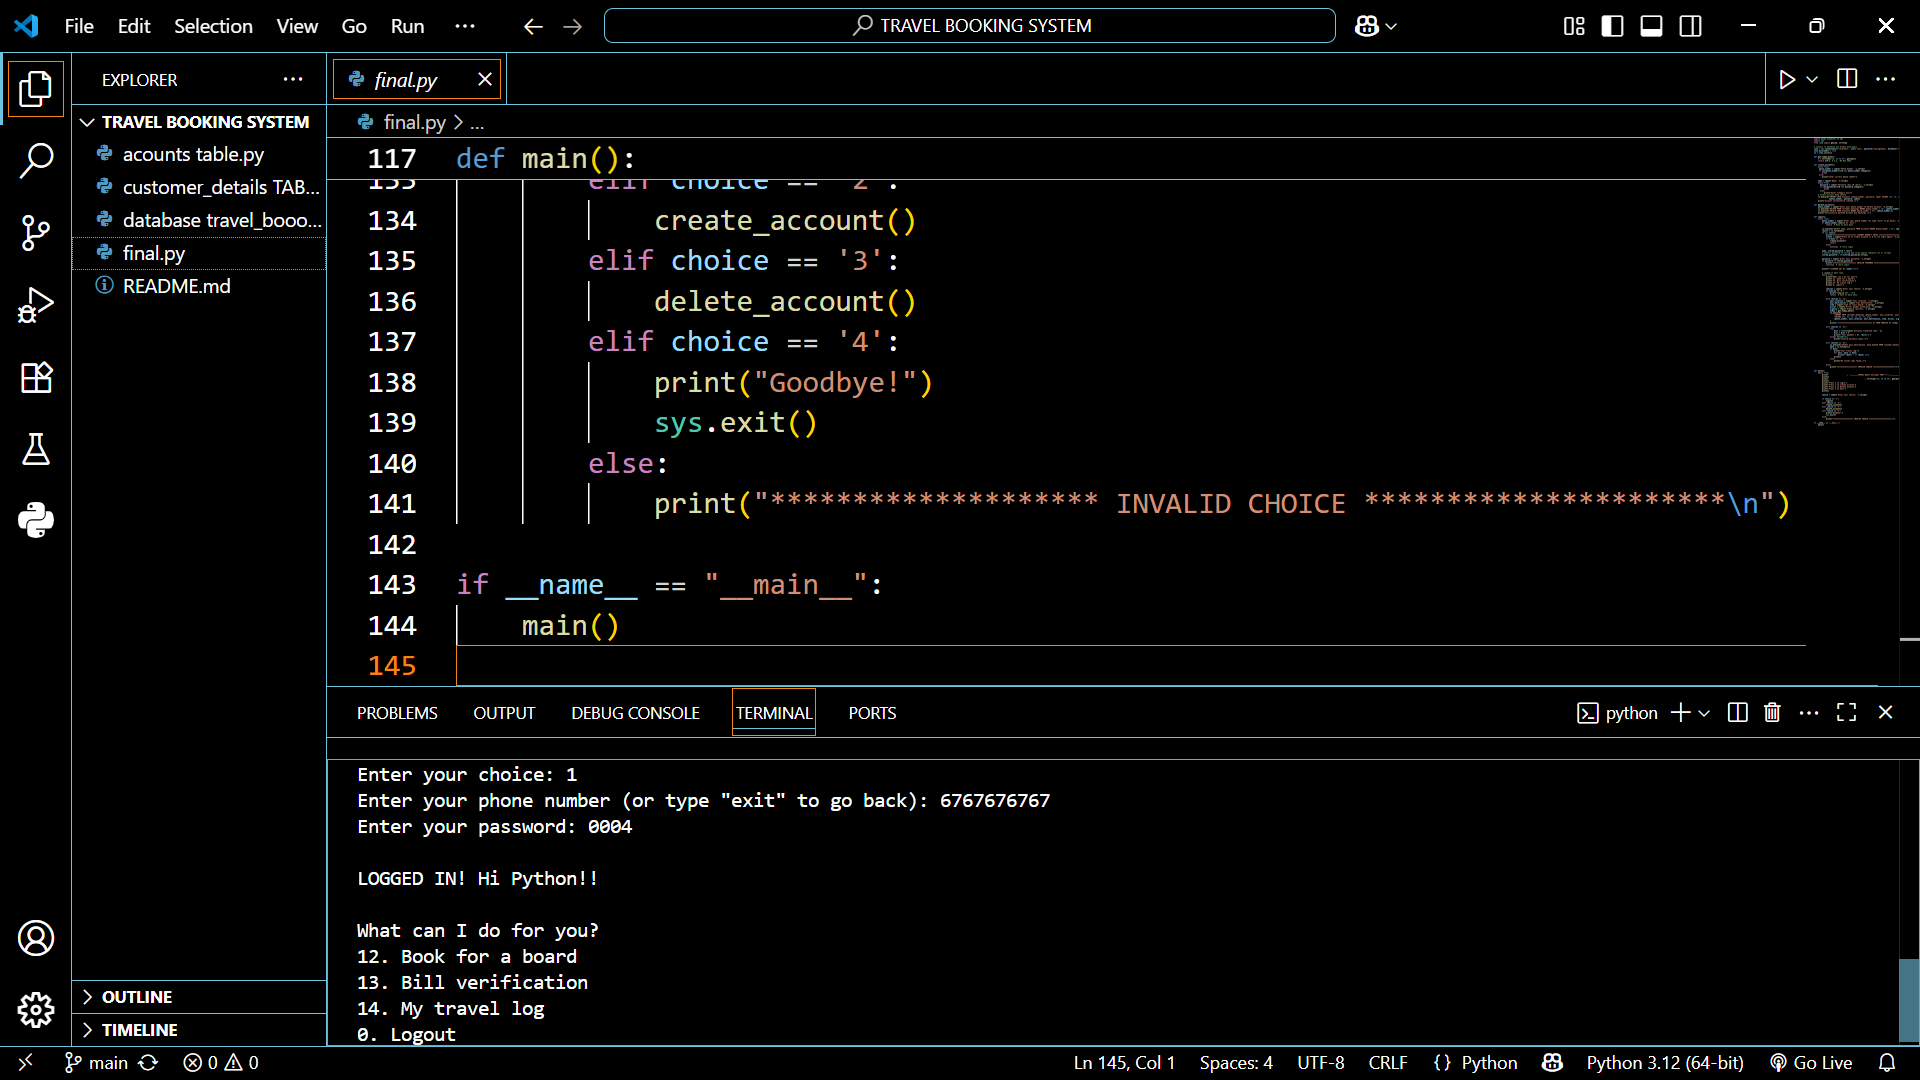 File Edit Selection View Go Run ···
TRAVEL BOOKING SYSTEM
EXPLORER
TRAVEL BOOKING SYSTEM
acounts table.py
customer_details TAB...
database travel_booo...
final.py
README.md
OUTLINE
TIMELINE
final.py
final.py > ...
117 def main():
133 elif choice == '2':
134 create_account()
135 elif choice == '3':
136 delete_account()
137 elif choice == '4':
138 print("Goodbye!")
139 sys.exit()
140 else:
141 print("******************** INVALID CHOICE **********************\n")
142
143 if __name__ == "__main__":
144 main()
145
PROBLEMS OUTPUT DEBUG CONSOLE TERMINAL PORTS
python
Enter your choice: 1
Enter your phone number (or type "exit" to go back): 6767676767
Enter your password: 0004
LOGGED IN! Hi Python!!
What can I do for you?
12. Book for a board
13. Bill verification
14. My travel log
0. Logout
main 0 0 Ln 145, Col 1 Spaces: 4 UTF-8 CRLF {} Python Python 3.12 (64-bit) Go Live